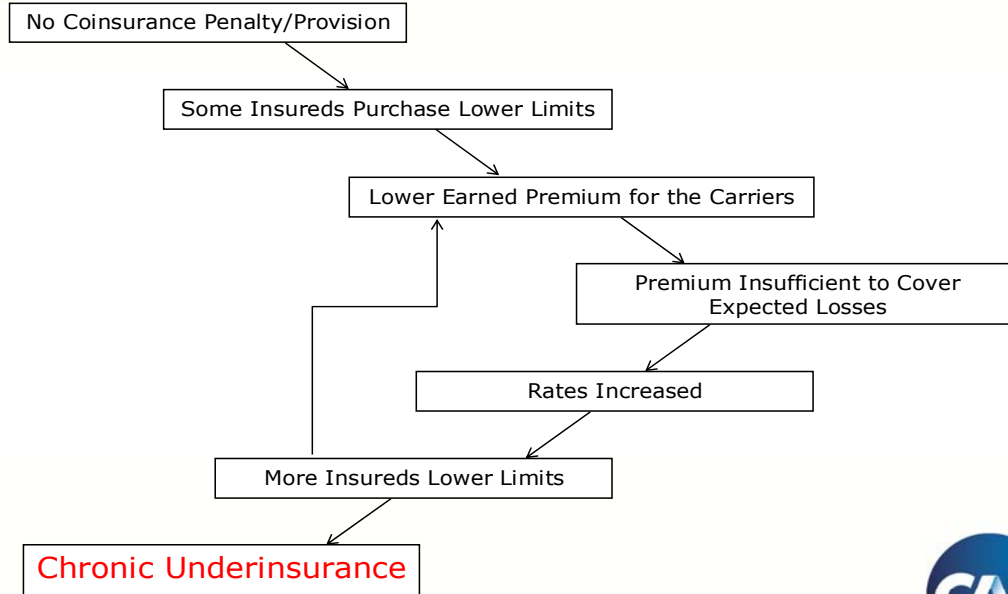 No Coinsurance Penalty/Provision
Some Insureds Purchase Lower Limits
Lower Earned Premium for the Carriers
Premium Insufficient to Cover
Expected Losses
Rates Increased
More Insureds Lower Limits
Chronic Underinsurance